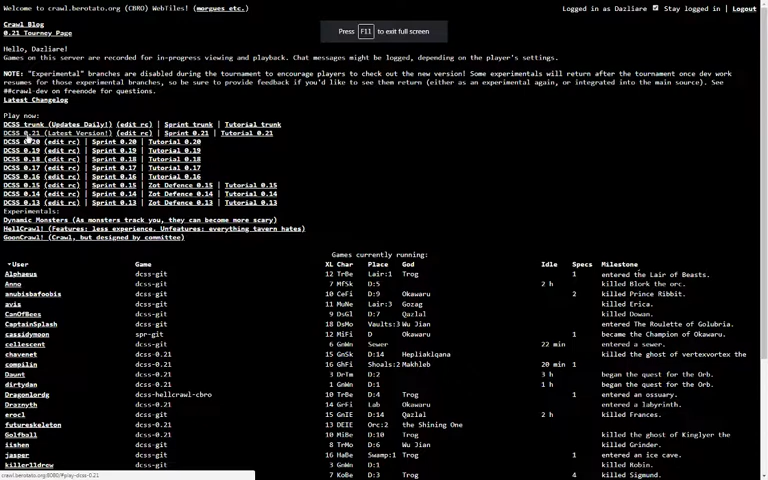 Welcome to crawl.berotato.org (CBRO) WebTiles! (morgues etc.)
Logged in as Dazliare Stay logged in | Logout
Crawl Blog
0.21 Tourney Page
Press F11 to exit full screen
Hello, Dazliare!
Games on this server are recorded for in-progress viewing and playback. Chat messages might be logged, depending on the player's settings.
NOTE: "Experimental" branches are disabled during the tournament to encourage players to check out the new version! Some experimentals will return after the tournament once dev work
resumes for those experimental branches, so be sure to provide feedback if you'd like to see them return (either as an experimental again, or integrated into the main source). See
##crawl-dev on freenode for questions.
Latest Changelog
Play now:
DCSS trunk (Updates Daily!) (edit rc) | Sprint trunk | Tutorial trunk
DCSS 0.21 (Latest Version!) (edit rc) | Sprint 0.21 | Tutorial 0.21
DCSS 0.20 (edit rc) | Sprint 0.20 | Tutorial 0.20
DCSS 0.19 (edit rc) | Sprint 0.19 | Tutorial 0.19
DCSS 0.18 (edit rc) | Sprint 0.18 | Tutorial 0.18
DCSS 0.17 (edit rc) | Sprint 0.17 | Tutorial 0.17
DCSS 0.16 (edit rc) | Sprint 0.16 | Tutorial 0.16
DCSS 0.15 (edit rc) | Sprint 0.15 | Zot Defence 0.15 | Tutorial 0.15
DCSS 0.14 (edit rc) | Sprint 0.14 | Zot Defence 0.14 | Tutorial 0.14
DCSS 0.13 (edit rc) | Sprint 0.13 | Zot Defence 0.13 | Tutorial 0.13
Experimentals:
Dynamic Monsters (As monsters track you, they can become more scary)
HellCrawl! (Features: less experience. Unfeatures: everything tavern hates)
GoonCrawl! (Crawl, but designed by committee)
Games currently running:
User Game XL Char Place God Idle Specs Milestone
Alphaeus dcss-git 12 TrBe Lair:1 Trog 1 entered the Lair of Beasts.
Anno dcss-git 7 MfSk D:5 2 h killed Blork the orc.
anubisbafoobis dcss-git 10 CeFi D:9 Okawaru 2 killed Prince Ribbit.
avis dcss-git 11 MuNe Lair:3 Gozag killed Erica.
CanOfBees dcss-git 9 DsGl D:7 Qazlal killed Dowan.
CaptainSplash dcss-git 18 DsMo Vaults:3 Wu Jian entered The Roulette of Golubria.
cassidymoon spr-git 12 MiFi D Okawaru 1 became the Champion of Okawaru.
cellescent dcss-git 6 GnWn Sewer 22 min entered a sewer.
chavenet dcss-0.21 15 GnSk D:14 Hepliaklqana killed the ghost of vertexvortex the
compilin dcss-0.21 16 GhFi Shoals:2 Makhleb 20 min 1
Daunt dcss-0.21 3 DrTm D:2 3 h began the quest for the Orb.
dirtydan dcss-0.21 1 GnWn D:1 1 h began the quest for the Orb.
Dragonlordg dcss-hellcrawl-cbro 10 TrBe D:4 Trog 1 entered an ossuary.
Draznyth dcss-git 14 GrFi Lab Okawaru entered a labyrinth.
erocl dcss-git 15 GnIE D:14 Qazlal 2 h killed Frances.
futureskeleton dcss-0.21 13 DEIE Orc:2 the Shining One
Golfball dcss-0.21 10 MiBe D:10 Trog killed the ghost of Kinglyer the
iishen dcss-git 8 TrMo D:6 Wu Jian killed Grinder.
jasper dcss-git 16 HaBe Swamp:1 Trog 1 entered an ice cave.
killerlldrew dcss-git 3 GnWn D:1 killed Robin.
7 KoBe D:3 Trog 4 killed Sigmund.
crawl.berotato.org:8080/#play-dcss-0.21